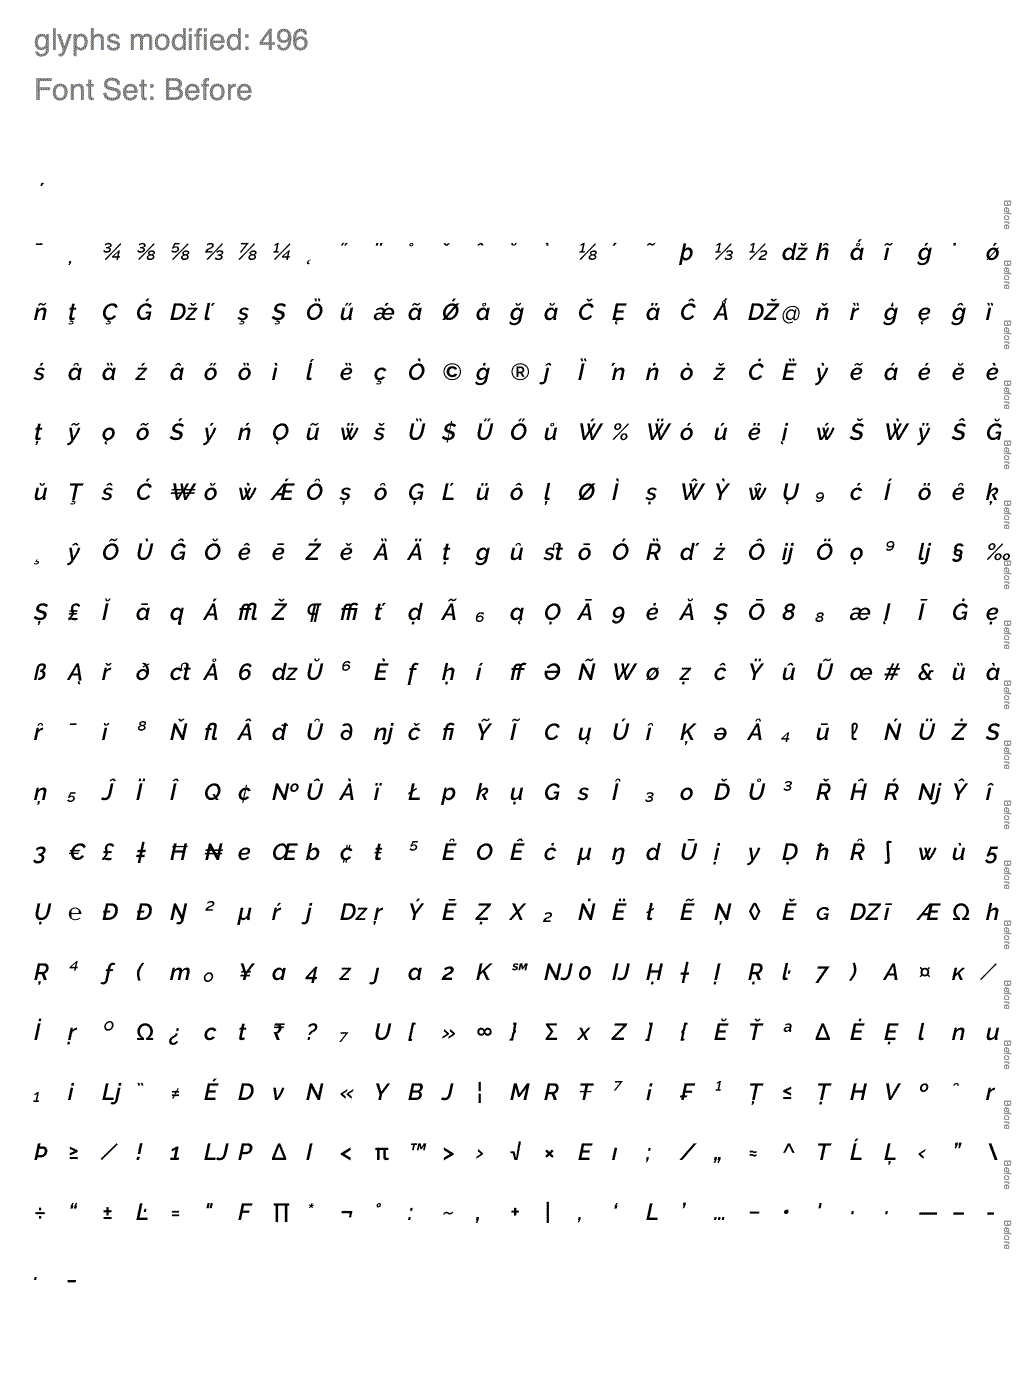 glyphs modified: 496
Font Set: Before
´
Before
¯ ¸ ¾ ⅜ ⅝ ⅔ ⅞ ¼ ˛ ˝ ¨ ˚ ˇ ˆ ˘ ` ⅛ ´ ˜ þ ⅓ ½ dž ĥ ǻ ĩ ǵ ˙ ǿ
Before
ñ ţ Ç Ǵ Dž ľ ş Ş Ȍ ű ǽ ã Ǿ å ğ ă Č Ę ä Ĉ Ǻ DŽ @ ň ȑ ģ ę ĝ ȉ
Before
ś ȃ ȁ ź â ő ȍ ì ĺ ë ç Ȯ © ġ ® ĵ Ȉ ŉ ṅ ò ž Ċ Ȅ ỳ ẽ á é ĕ è
Before
ț ỹ ǫ õ Ś ý ń Ǫ ũ ẅ š Ȕ $ Ű Ő ů Ẃ % Ẅ ó ú ȅ į ẃ Š Ẁ ÿ Ŝ Ğ
Before
ŭ Ţ ŝ Ć ₩ ŏ ẁ Ǽ Ȏ ș ȏ Ģ Ľ ü ô ļ Ø Ì ṣ Ŵ Ỳ ŵ Ų ₉ ć Í ö ȇ ķ
Before
¸ ŷ Õ Ù Ĝ Ŏ ê ē Ź ě Ȁ Ä ṭ g ȗ st ō Ó Ȑ ď ż Ô ij Ö ọ ⁹ lj § ‰
Before
Ș ₤ Ĭ ā q Á ffl Ž ¶ ffi ť ḍ Ã ₆ ą Ọ Ā 9 ė Ă Ṣ Ō 8 ₈ æ Į Ī Ġ ẹ
Before
ß Ą ř ð ct Å 6 dz Ŭ ⁶ È f ḥ í ff Ə Ñ W ø ẓ ĉ Ÿ û Ũ œ # & ȕ à
Before
ȓ ¯ ĭ ⁸ Ň fl Ȃ đ Ȗ ∂ nj č fi Ỹ Ĩ C ų Ú ȋ Ķ ə Â ₄ ū ℓ Ń Ü Ż S
Before
ņ ₅ Ĵ Ï Ȋ Q ¢ № Û À ï Ł p k ụ G s Î ₃ o Ď Ů ³ Ř Ĥ Ŕ Nj Ŷ î
Before
3 € £ ǂ Ħ ₦ e Œ b ₵ ŧ ⁵ Ȇ O Ê ċ µ ŋ d Ū ị y Ḍ ħ Ȓ ʃ w ù 5
Before
Ụ ℮ Đ Ð Ŋ ² μ ŕ j Dz ŗ Ý Ē Ẓ X ₂ Ṅ Ë ł Ẽ Ņ ◊ Ě ɢ DZ ī Æ Ω h
Before
Ŗ ⁴ ƒ ( m ₀ ¥ a 4 z ȷ a 2 K ℠ NJ 0 IJ Ḥ ƚ Ị Ṛ ŀ 7 ) A ¤ ĸ ⁄
Before
İ ṛ ⁰ Ω ¿ c t ₹ ? ₇ U [ » ∞ } Σ x Z ] { Ĕ Ť ª ∆ Ė Ẹ l n u
Before
₁ i Lj ̏ ≠ É D v N « Y B J ¦ M R Ŧ ⁷ i ₣ ¹ Ț ≤ Ṭ H V º ̑ r
Before
Þ ≥ ∕ ! 1 LJ P Δ I < π ™ > › √ × E ı ; / „ ≈ ^ T Ĺ Ļ ‹ ” \
Before
÷ “ ± Ŀ = " F ∏ * ¬ ° : ~ ‚ + | , ‘ L ’ … − • ' · ∙ — – -
Before
. ‑